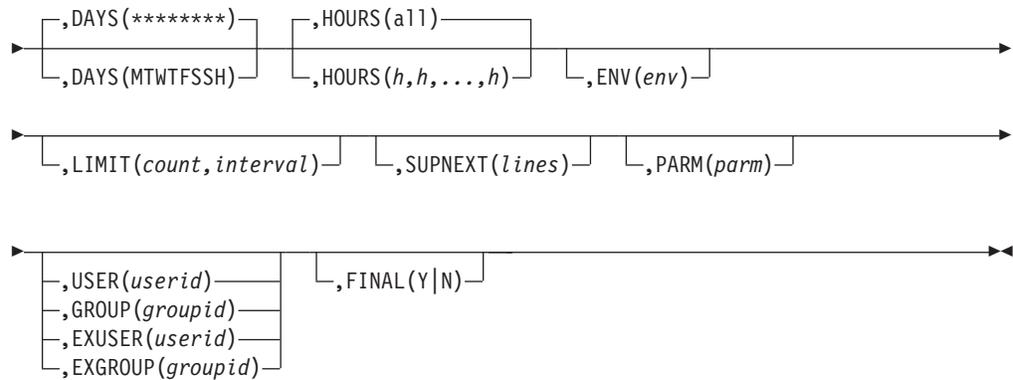 ,DAYS(********) ,HOURS(all)
,DAYS(MTWTFSSH) ,HOURS(h,h,...,h) ,ENV(env)
,LIMIT(count,interval) ,SUPNEXT(lines) ,PARM(parm)
,USER(userid) ,FINAL(Y|N)
,GROUP(groupid)
,EXUSER(userid)
,EXGROUP(groupid)